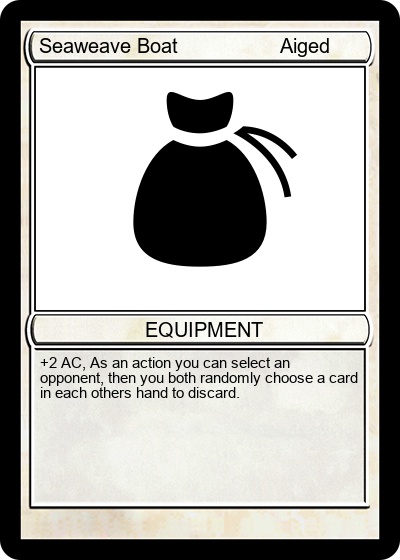 Seaweave Boat Aiged
EQUIPMENT
+2 AC, As an action you can select an
opponent, then you both randomly choose a card
in each others hand to discard.